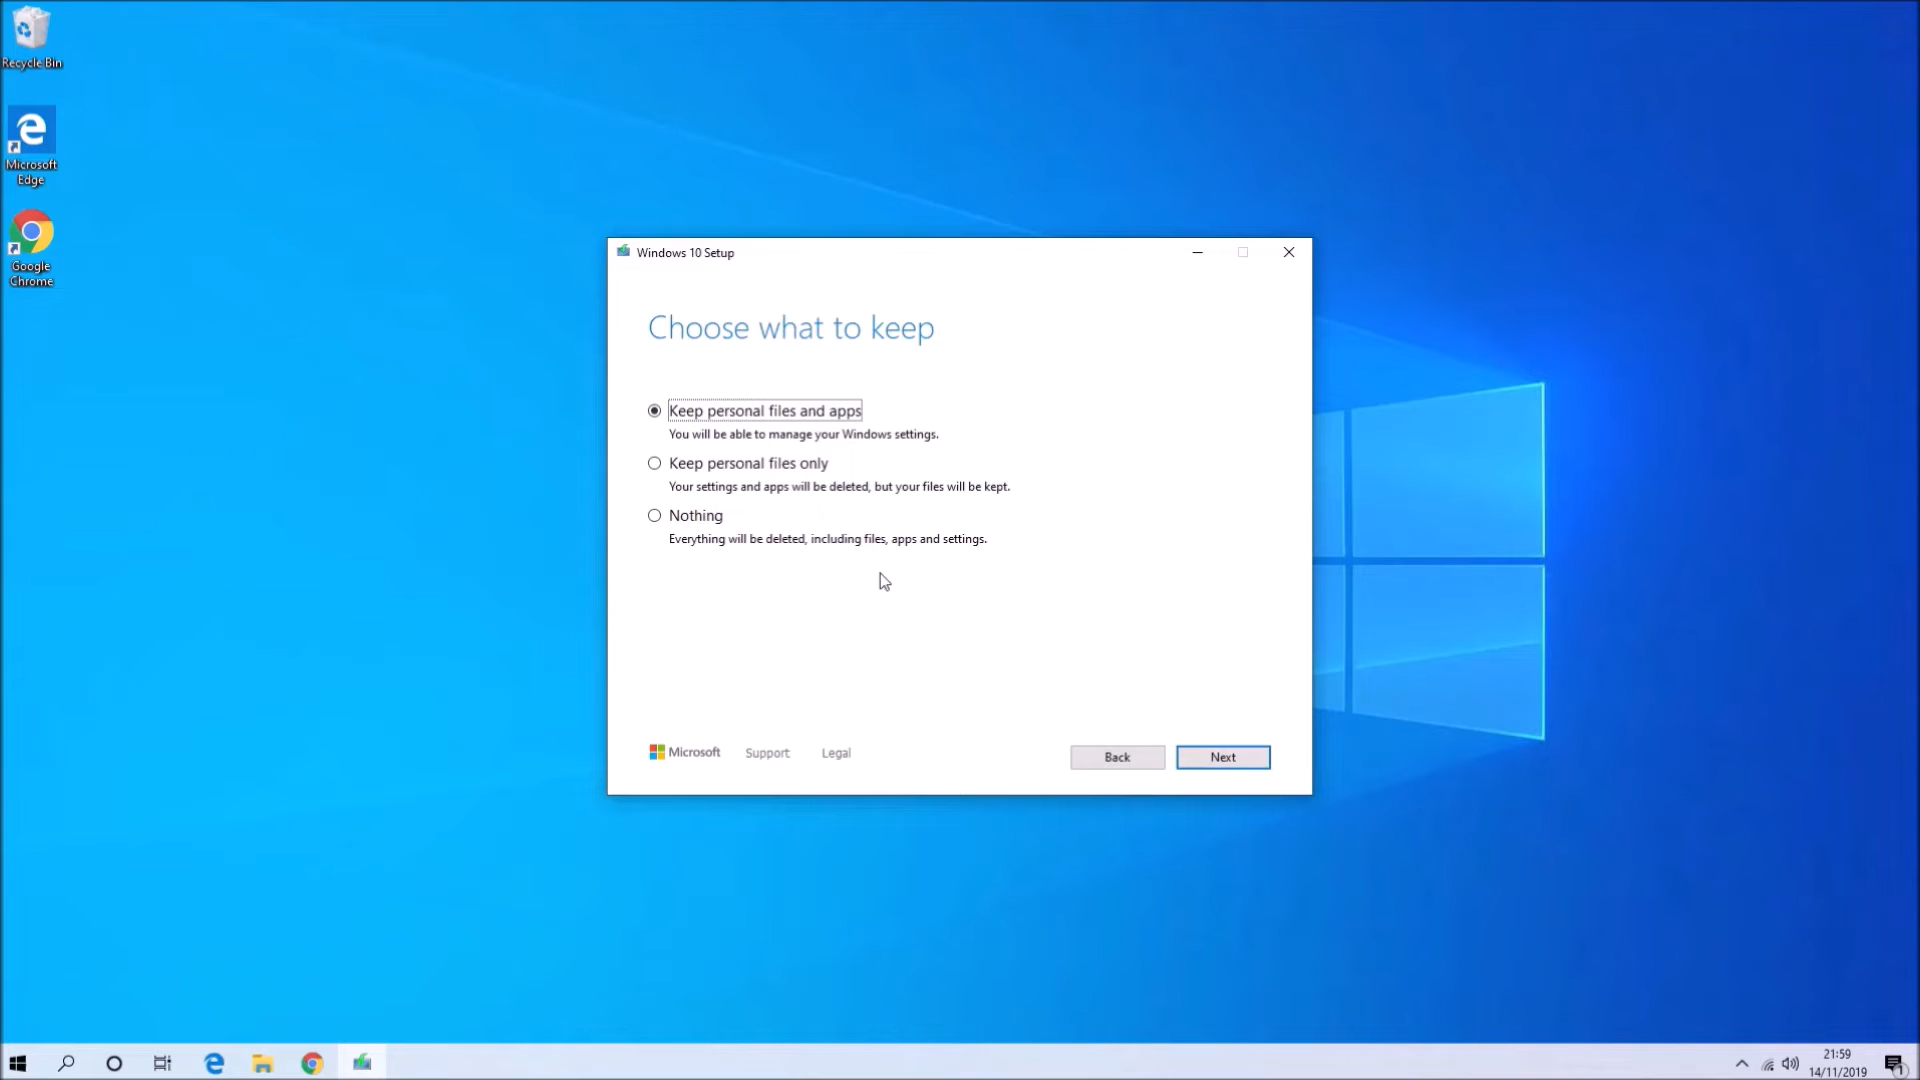 Recycle Bin
Microsoft
Edge
Google
Chrome
Windows 10 Setup
Choose what to keep
Keep personal files and apps
You will be able to manage your Windows settings.
Keep personal files only
Your settings and apps will be deleted, but your files will be kept.
Nothing
Everything will be deleted, including files, apps and settings.
Microsoft Support Legal Back Next
21:59
14/11/2019
1